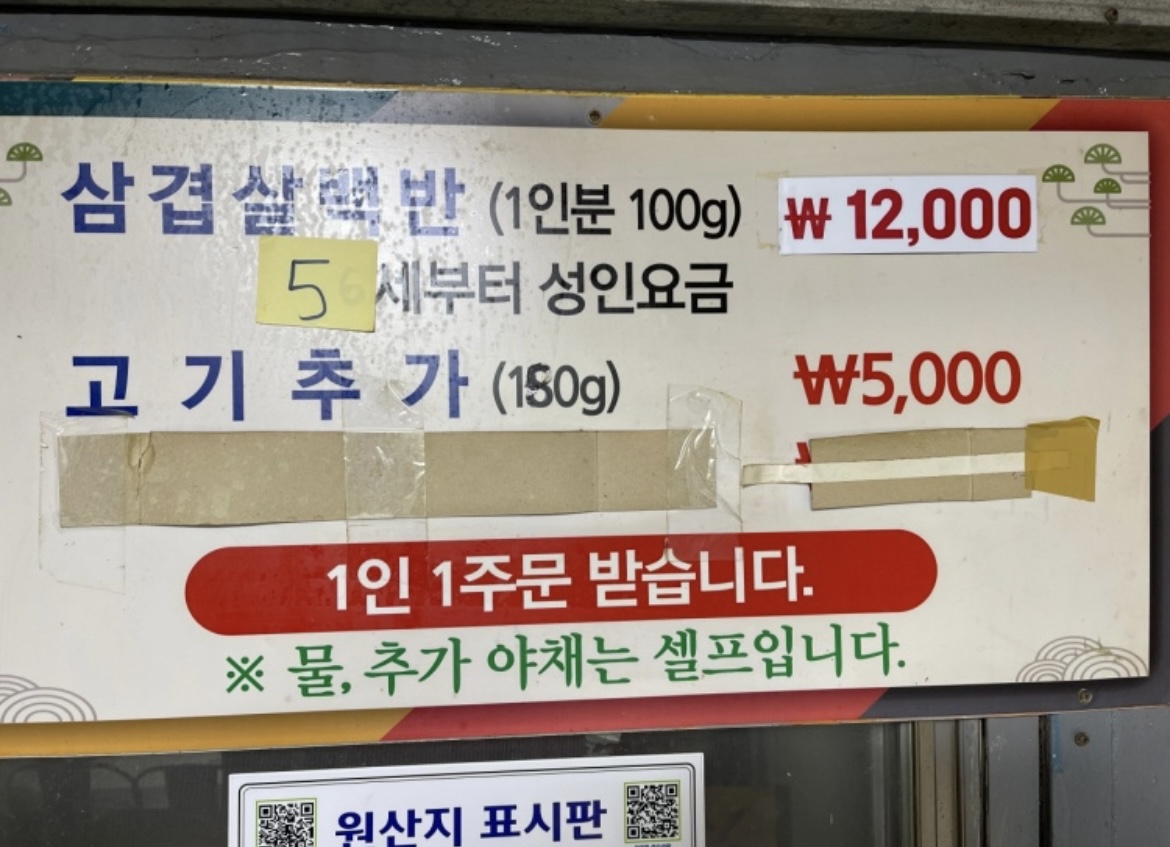 삼겹살백반 (1인분 100g) ₩ 12,000
5세부터 성인요금
고기추가 ₩5,000
1인 1주문 받습니다.
※ 물, 추가 야채는 셀프입니다.
원산지 표시판